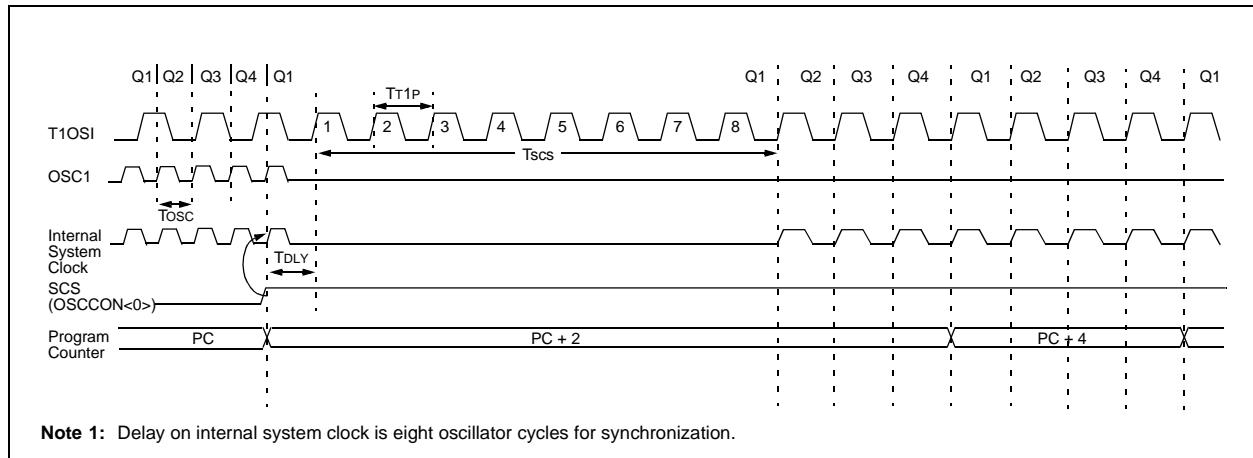 Q1 Q2 Q3 Q4 Q1 Q1 Q2 Q3 Q4 Q1 Q2 Q3 Q4 Q1
TT1P
T1OSI 1 2 3 4 5 6 7 8
TSCS
OSC1
TOSC
Internal
System
Clock
TDLY
SCS
(OSCCON<0>)
Program
Counter
PC PC + 2 PC + 4
Note 1: Delay on internal system clock is eight oscillator cycles for synchronization.